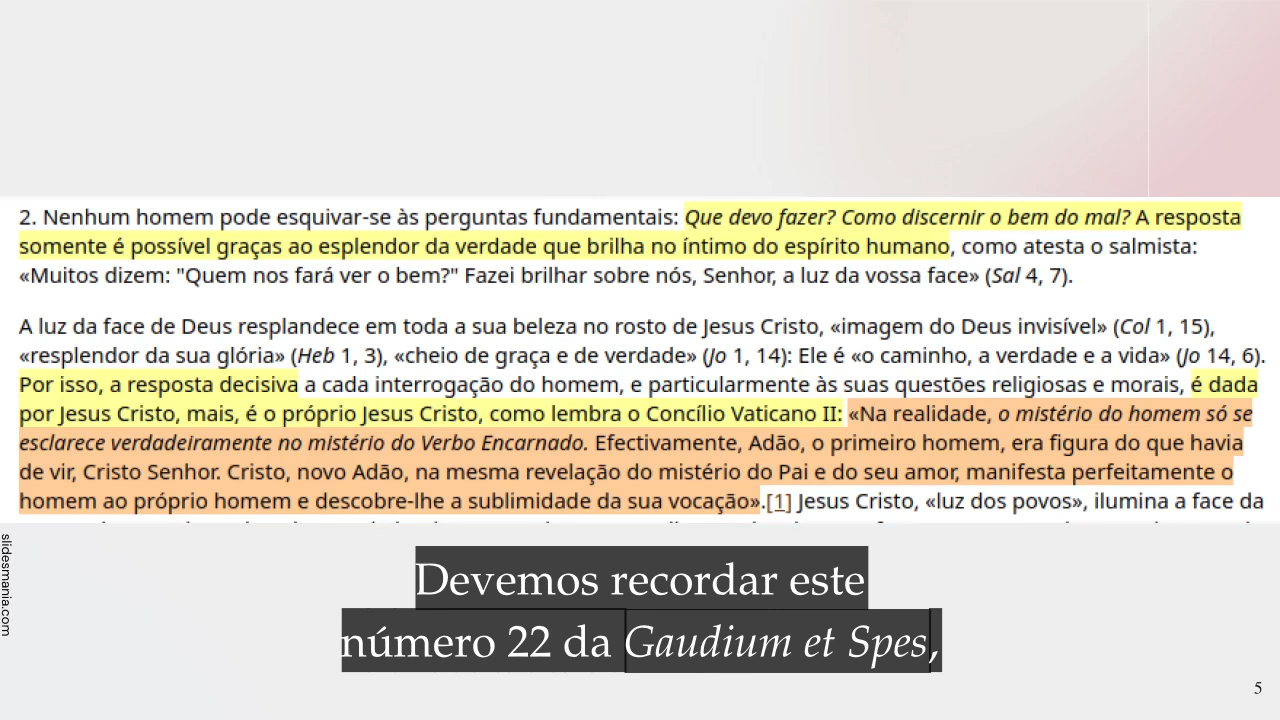 2. Nenhum homem pode esquivar-se às perguntas fundamentais: Que devo fazer? Como discernir o bem do mal? A resposta
somente é possível graças ao esplendor da verdade que brilha no íntimo do espírito humano, como atesta o salmista:
«Muitos dizem: "Quem nos fará ver o bem?" Fazei brilhar sobre nós, Senhor, a luz da vossa face» (Sal 4, 7).
A luz da face de Deus resplandece em toda a sua beleza no rosto de Jesus Cristo, «imagem do Deus invisível» (Col 1, 15),
«resplendor da sua glória» (Heb 1, 3), «cheio de graça e de verdade» (Jo 1, 14): Ele é «o caminho, a verdade e a vida» (Jo 14, 6).
Por isso, a resposta decisiva a cada interrogação do homem, e particularmente às suas questões religiosas e morais, é dada
por Jesus Cristo, mais, é o próprio Jesus Cristo, como lembra o Concílio Vaticano II: «Na realidade, o mistério do homem só se
esclarece verdadeiramente no mistério do Verbo Encarnado. Efectivamente, Adão, o primeiro homem, era figura do que havia
de vir, Cristo Senhor. Cristo, novo Adão, na mesma revelação do mistério do Pai e do seu amor, manifesta perfeitamente o
homem ao próprio homem e descobre-lhe a sublimidade da sua vocação».[1] Jesus Cristo, «luz dos povos», ilumina a face da
slidesmania.com
Devemos recordar este
número 22 da Gaudium et Spes,
5